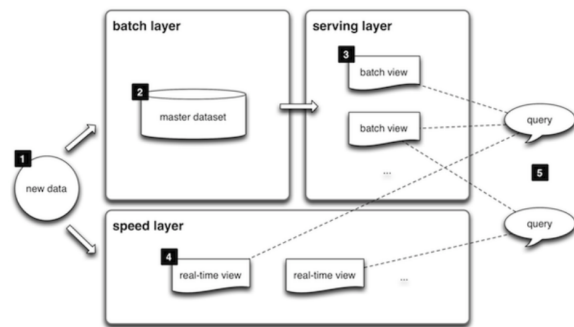 batch layer
serving layer
3
batch view
2
master dataset
query
batch view
1
new data
...
5
speed layer
query
4
real-time view
real-time view
...